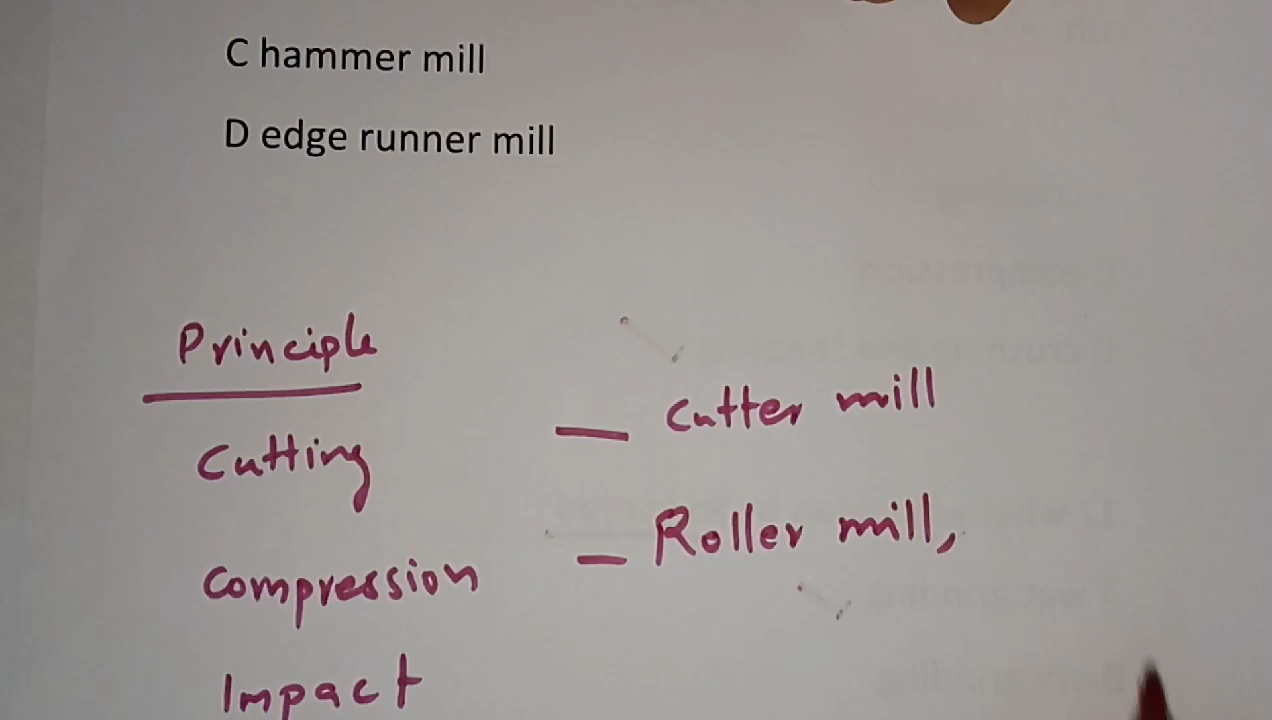 C hammer mill
D edge runner mill
Principle
Cutting — Cutter mill
Compression — Roller mill,
Impact